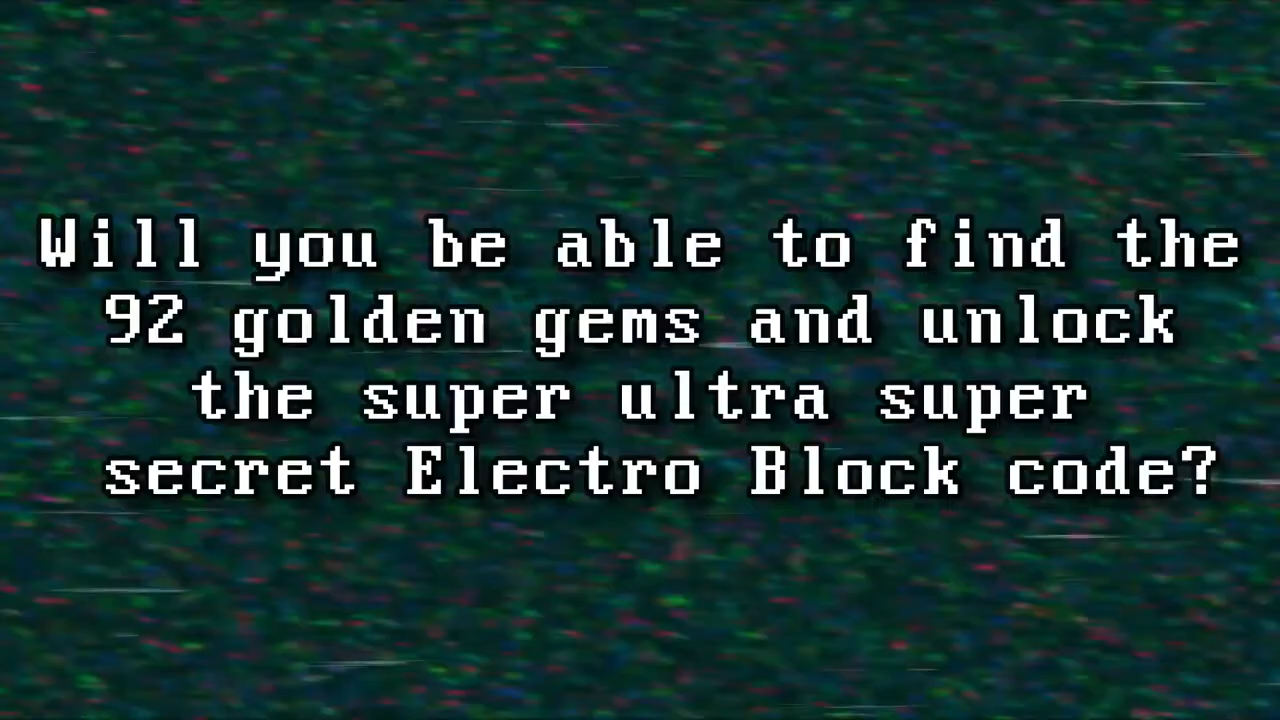 Will you be able to find the
92 golden gems and unlock
the super ultra super
secret Electro Block code?